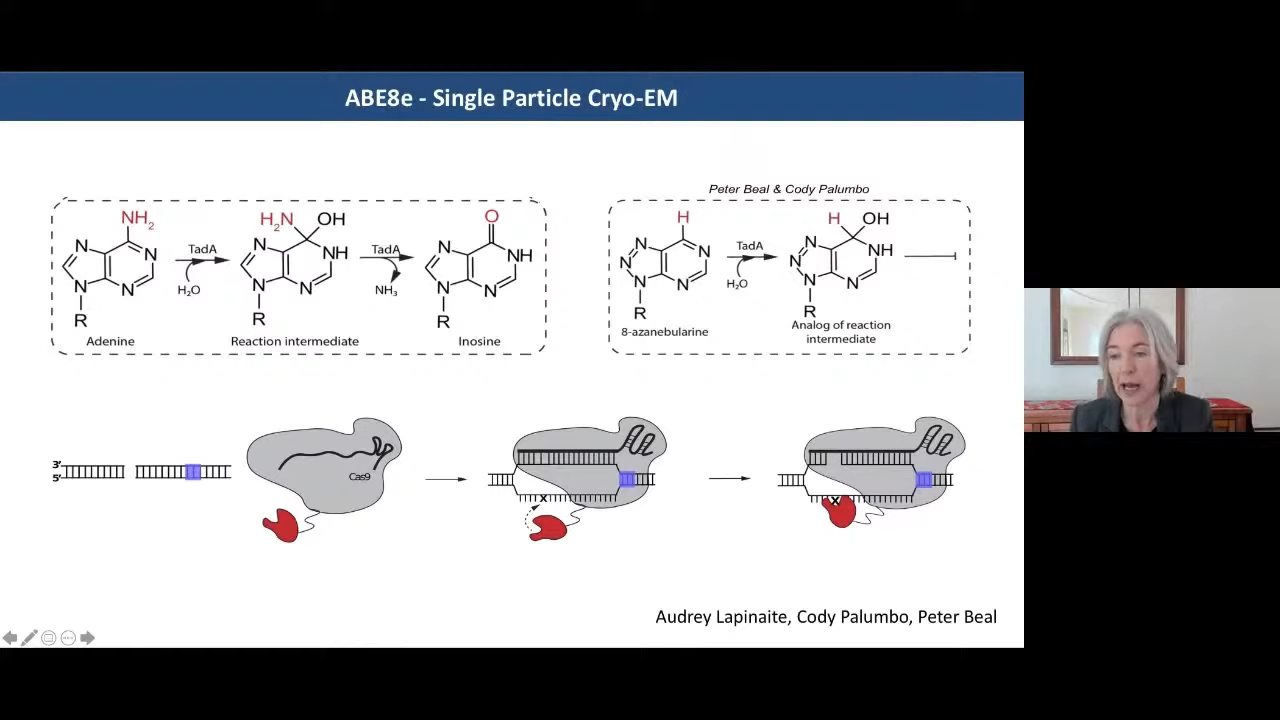 ABE8e - Single Particle Cryo-EM
Peter Beal & Cody Palumbo
NH2
N
N
N
N
R
Adenine
TadA
H2O
H2N OH
N
NH
N
N
R
Reaction intermediate
TadA
NH3
O
N
NH
N
N
R
Inosine
H
N
N
N
N
N
R
8-azanebularine
TadA
H2O
H OH
N
NH
N
N
N
R
Analog of reaction
intermediate
3'
5'
Cas9
x
x
Audrey Lapinaite, Cody Palumbo, Peter Beal